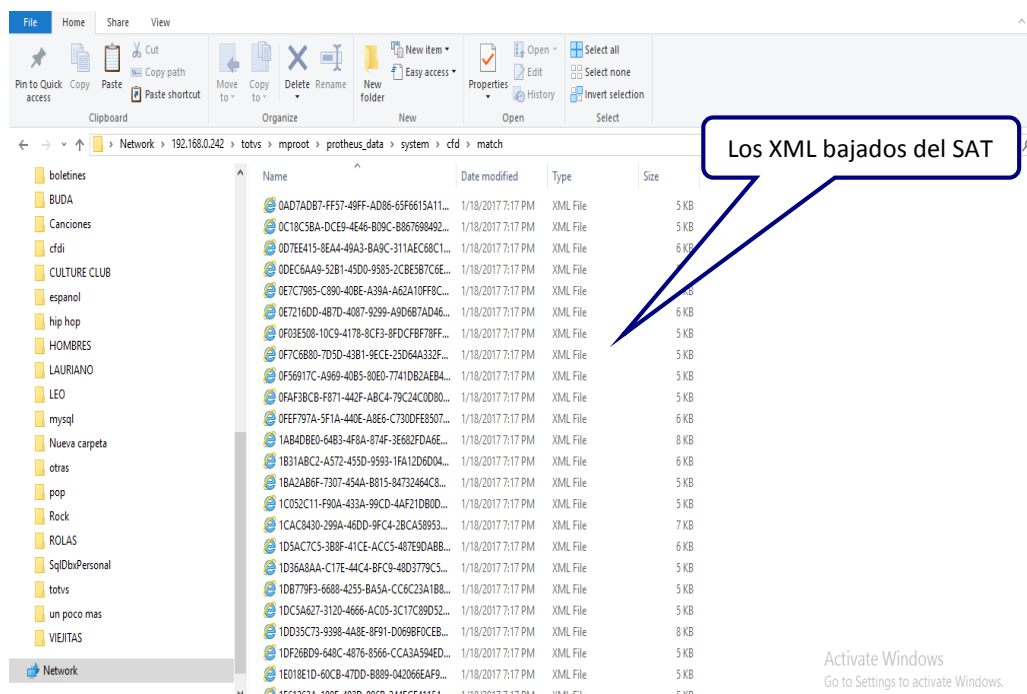 File Home Share View
Pin to Quick access
Copy
Paste
Cut
Copy path
Paste shortcut
Clipboard
Move to
Copy to
Delete
Rename
Organize
New folder
New item
Easy access
New
Properties
Open
Edit
History
Open
Select all
Select none
Invert selection
Select
Network > 192.168.0.242 > totvs > mproot > protheus_data > system > cfd > match
Los XML bajados del SAT
boletines
BUDA
Canciones
cfdi
CULTURE CLUB
espanol
hip hop
HOMBRES
LAURIANO
LEO
mysql
Nueva carpeta
otras
pop
Rock
ROLAS
SqlDbxPersonal
totvs
un poco mas
VIEJITAS
Network
Name Date modified Type Size
0AD7ADB7-FF57-49FF-AD86-65F6615A11... 1/18/2017 7:17 PM XML File 5 KB
0C18C5BA-DCE9-4E46-B09C-B867698492... 1/18/2017 7:17 PM XML File 5 KB
0D7EE415-8EA4-49A3-BA9C-311AEC68C1... 1/18/2017 7:17 PM XML File 6 KB
0DEC6AA9-52B1-45D0-9585-2CBE5B7C6E... 1/18/2017 7:17 PM XML File
0E7C7985-C890-40BE-A39A-A62A10FF8C... 1/18/2017 7:17 PM XML File KB
0E7216DD-4B7D-4087-9299-A9D6B7AD46... 1/18/2017 7:17 PM XML File 6 KB
0F03E508-10C9-4178-8CF3-8FDCFBF78FF... 1/18/2017 7:17 PM XML File 5 KB
0F7C6B80-7D5D-43B1-9ECE-25D64A332F... 1/18/2017 7:17 PM XML File 5 KB
0F56917C-A969-40B5-80E0-7741DB2AEB4... 1/18/2017 7:17 PM XML File 5 KB
0FAF3BCB-F871-442F-ABC4-79C24C0D80... 1/18/2017 7:17 PM XML File 5 KB
0FEF797A-5F1A-440E-A8E6-C730DFE8507... 1/18/2017 7:17 PM XML File 6 KB
1AB4DBE0-64B3-4F8A-874F-3E682FDA6E... 1/18/2017 7:17 PM XML File 8 KB
1B31ABC2-A572-455D-9593-1FA12D6D04... 1/18/2017 7:17 PM XML File 6 KB
1BA2AB6F-7307-454A-B815-84732464C8... 1/18/2017 7:17 PM XML File 5 KB
1C052C11-F90A-433A-99CD-4AF21DB0D... 1/18/2017 7:17 PM XML File 5 KB
1CAC8430-299A-46DD-9FC4-2BCA58953... 1/18/2017 7:17 PM XML File 7 KB
1D5AC7C5-3B8F-41CE-ACC5-487E9DABB... 1/18/2017 7:17 PM XML File 6 KB
1D36A8AA-C17E-44C4-BFC9-48D3779C5... 1/18/2017 7:17 PM XML File 5 KB
1DB779F3-6688-4255-BA5A-CC6C23A1B8... 1/18/2017 7:17 PM XML File 5 KB
1DC5A627-3120-4666-AC05-3C17C89D52... 1/18/2017 7:17 PM XML File 5 KB
1DD35C73-9398-4A8E-8F91-D069BF0CEB... 1/18/2017 7:17 PM XML File 8 KB
1DF26BD9-648C-4876-8566-CCA3A594ED... 1/18/2017 7:17 PM XML File 5 KB
1E018E1D-60CB-47DD-B889-042066EAF9... 1/18/2017 7:17 PM XML File 5 KB
Activate Windows
Go to Settings to activate Windows.